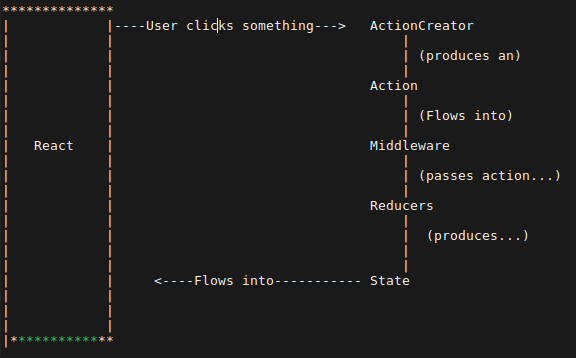 **************
|            |----User clicks something--->   ActionCreator
|            |                                    |
|            |                                    | (produces an)
|            |                                    |
|            |                                Action
|            |                                    |
|            |                                    | (Flows into)
|            |                                    |
|   React    |                                Middleware
|            |                                    |
|            |                                    | (passes action...)
|            |                                    |
|            |                                Reducers
|            |                                    |
|            |                                    |  (produces...)
|            |                                    |
|            |                                    |
|            |     <----Flows into----------- State
|            |
|            |
|            |
|*************